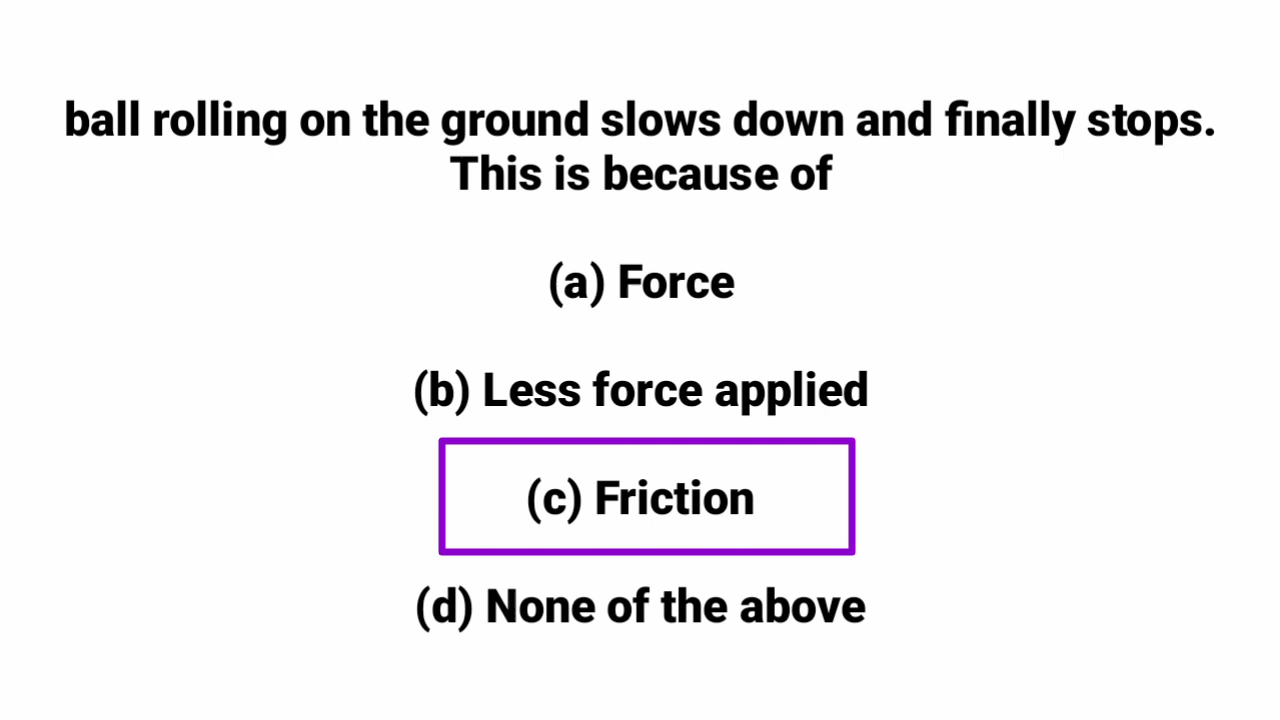 ball rolling on the ground slows down and finally stops.
This is because of
(a) Force
(b) Less force applied
(c) Friction
(d) None of the above